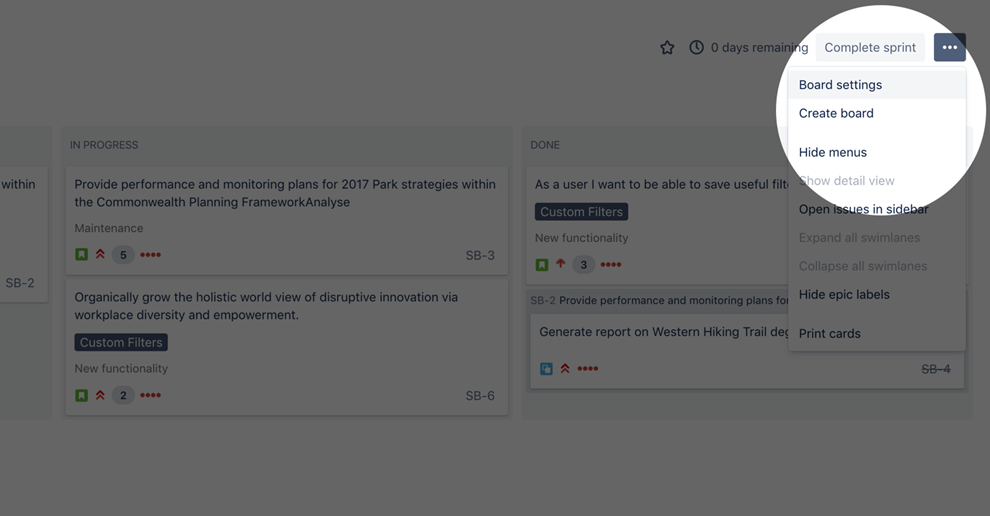 0 days remaining
Complete sprint
Board settings
Create board
Hide menus
Show detail view
Open issues in sidebar
Expand all swimlanes
Collapse all swimlanes
Hide epic labels
Print cards
within
SB-2
IN PROGRESS
Provide performance and monitoring plans for 2017 Park strategies within
the Commonwealth Planning FrameworkAnalyse
Maintenance
5
SB-3
Organically grow the holistic world view of disruptive innovation via
workplace diversity and empowerment.
Custom Filters
New functionality
2
SB-6
DONE
As a user I want to be able to save useful
Custom Filters
New functionality
3
SB-2 Provide performance and monitoring plans for
Generate report on Western Hiking Trail
SB-4